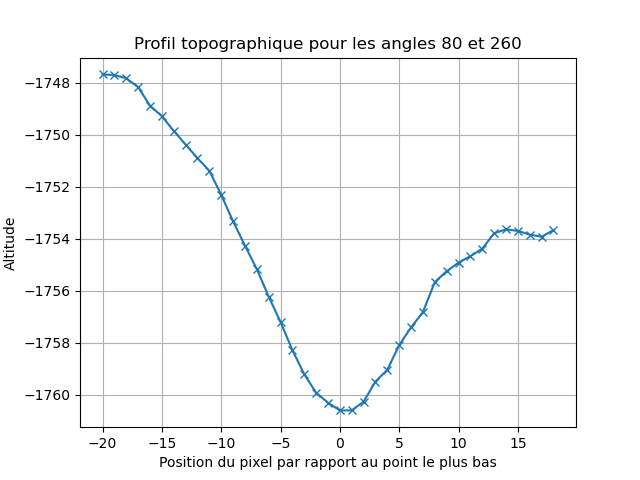 Profil topographique pour les angles 80 et 260
Altitude
−1748
−1750
−1752
−1754
−1756
−1758
−1760
−20 −15 −10 −5 0 5 10 15
Position du pixel par rapport au point le plus bas